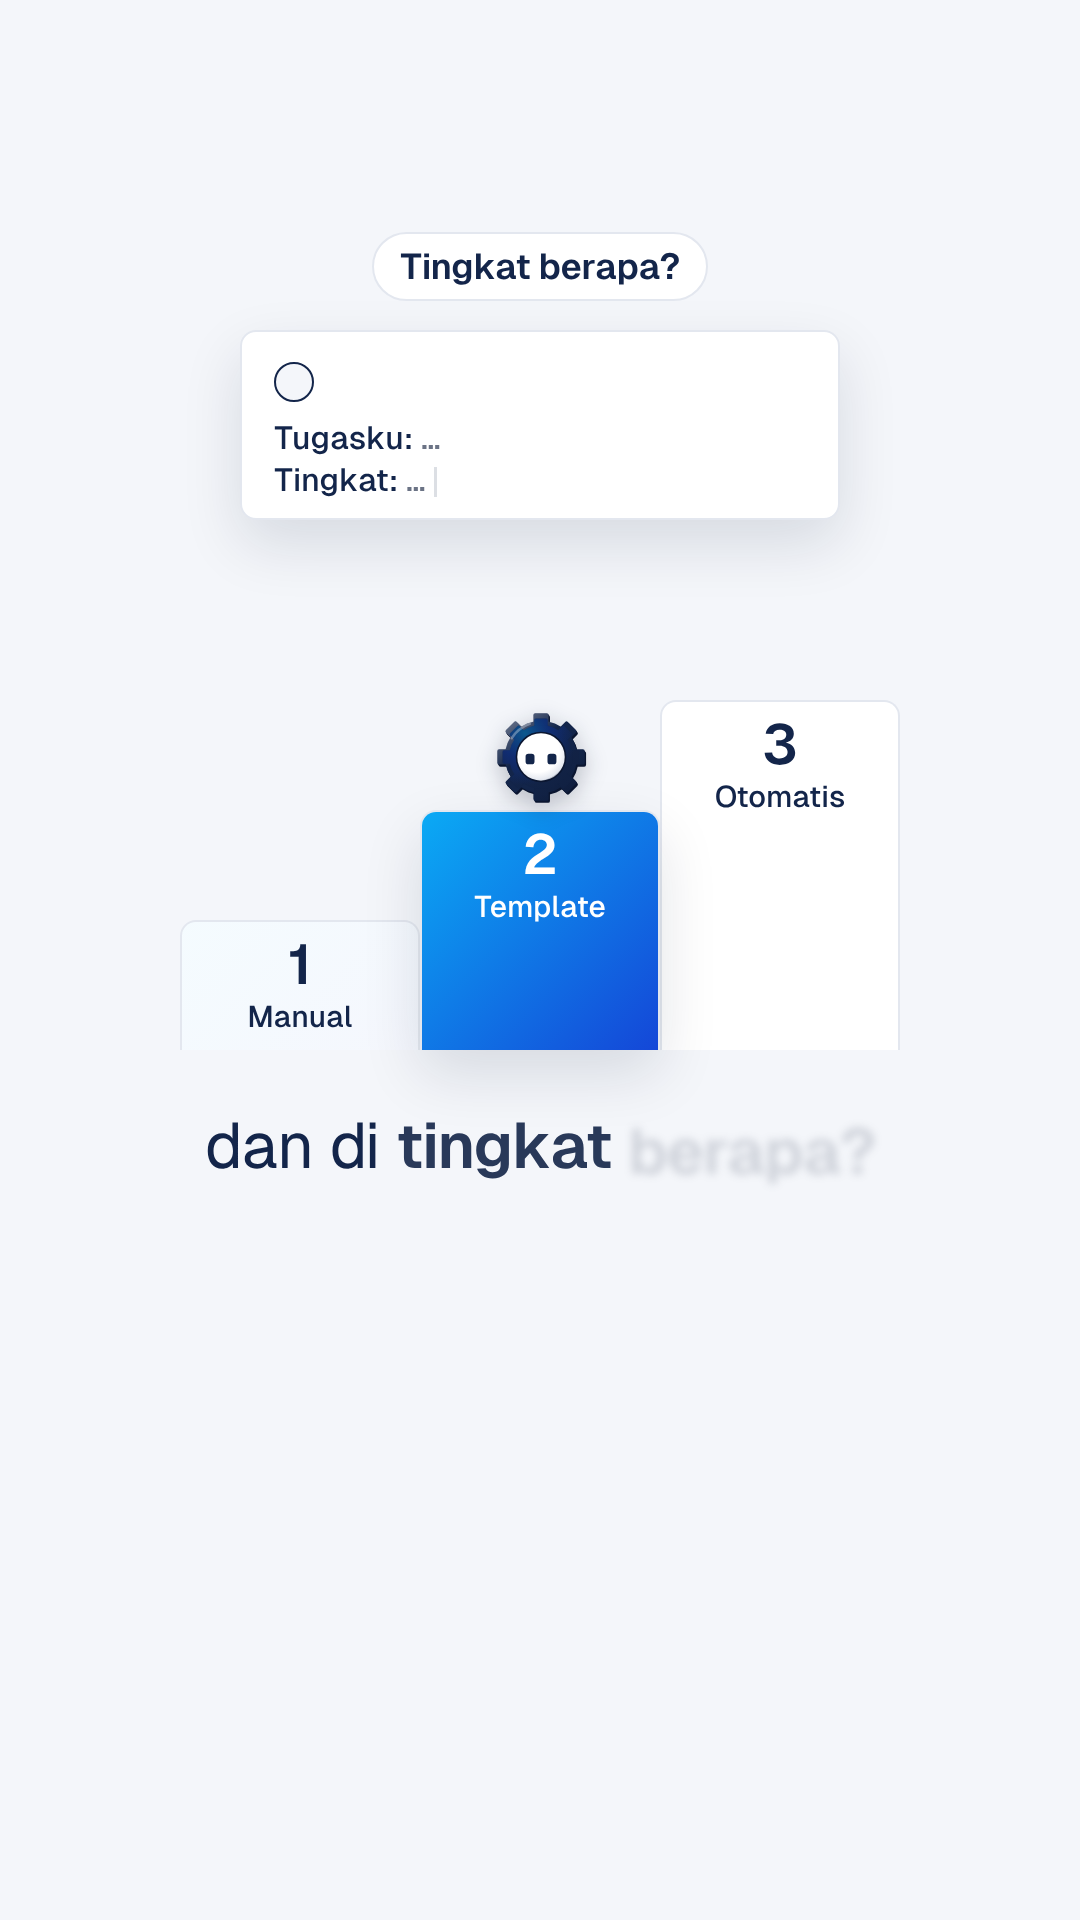 Tingkat berapa?
Tugasku: ...
Tingkat: ...
3
Otomatis
2
Template
1
Manual
dan di tingkat berapa?